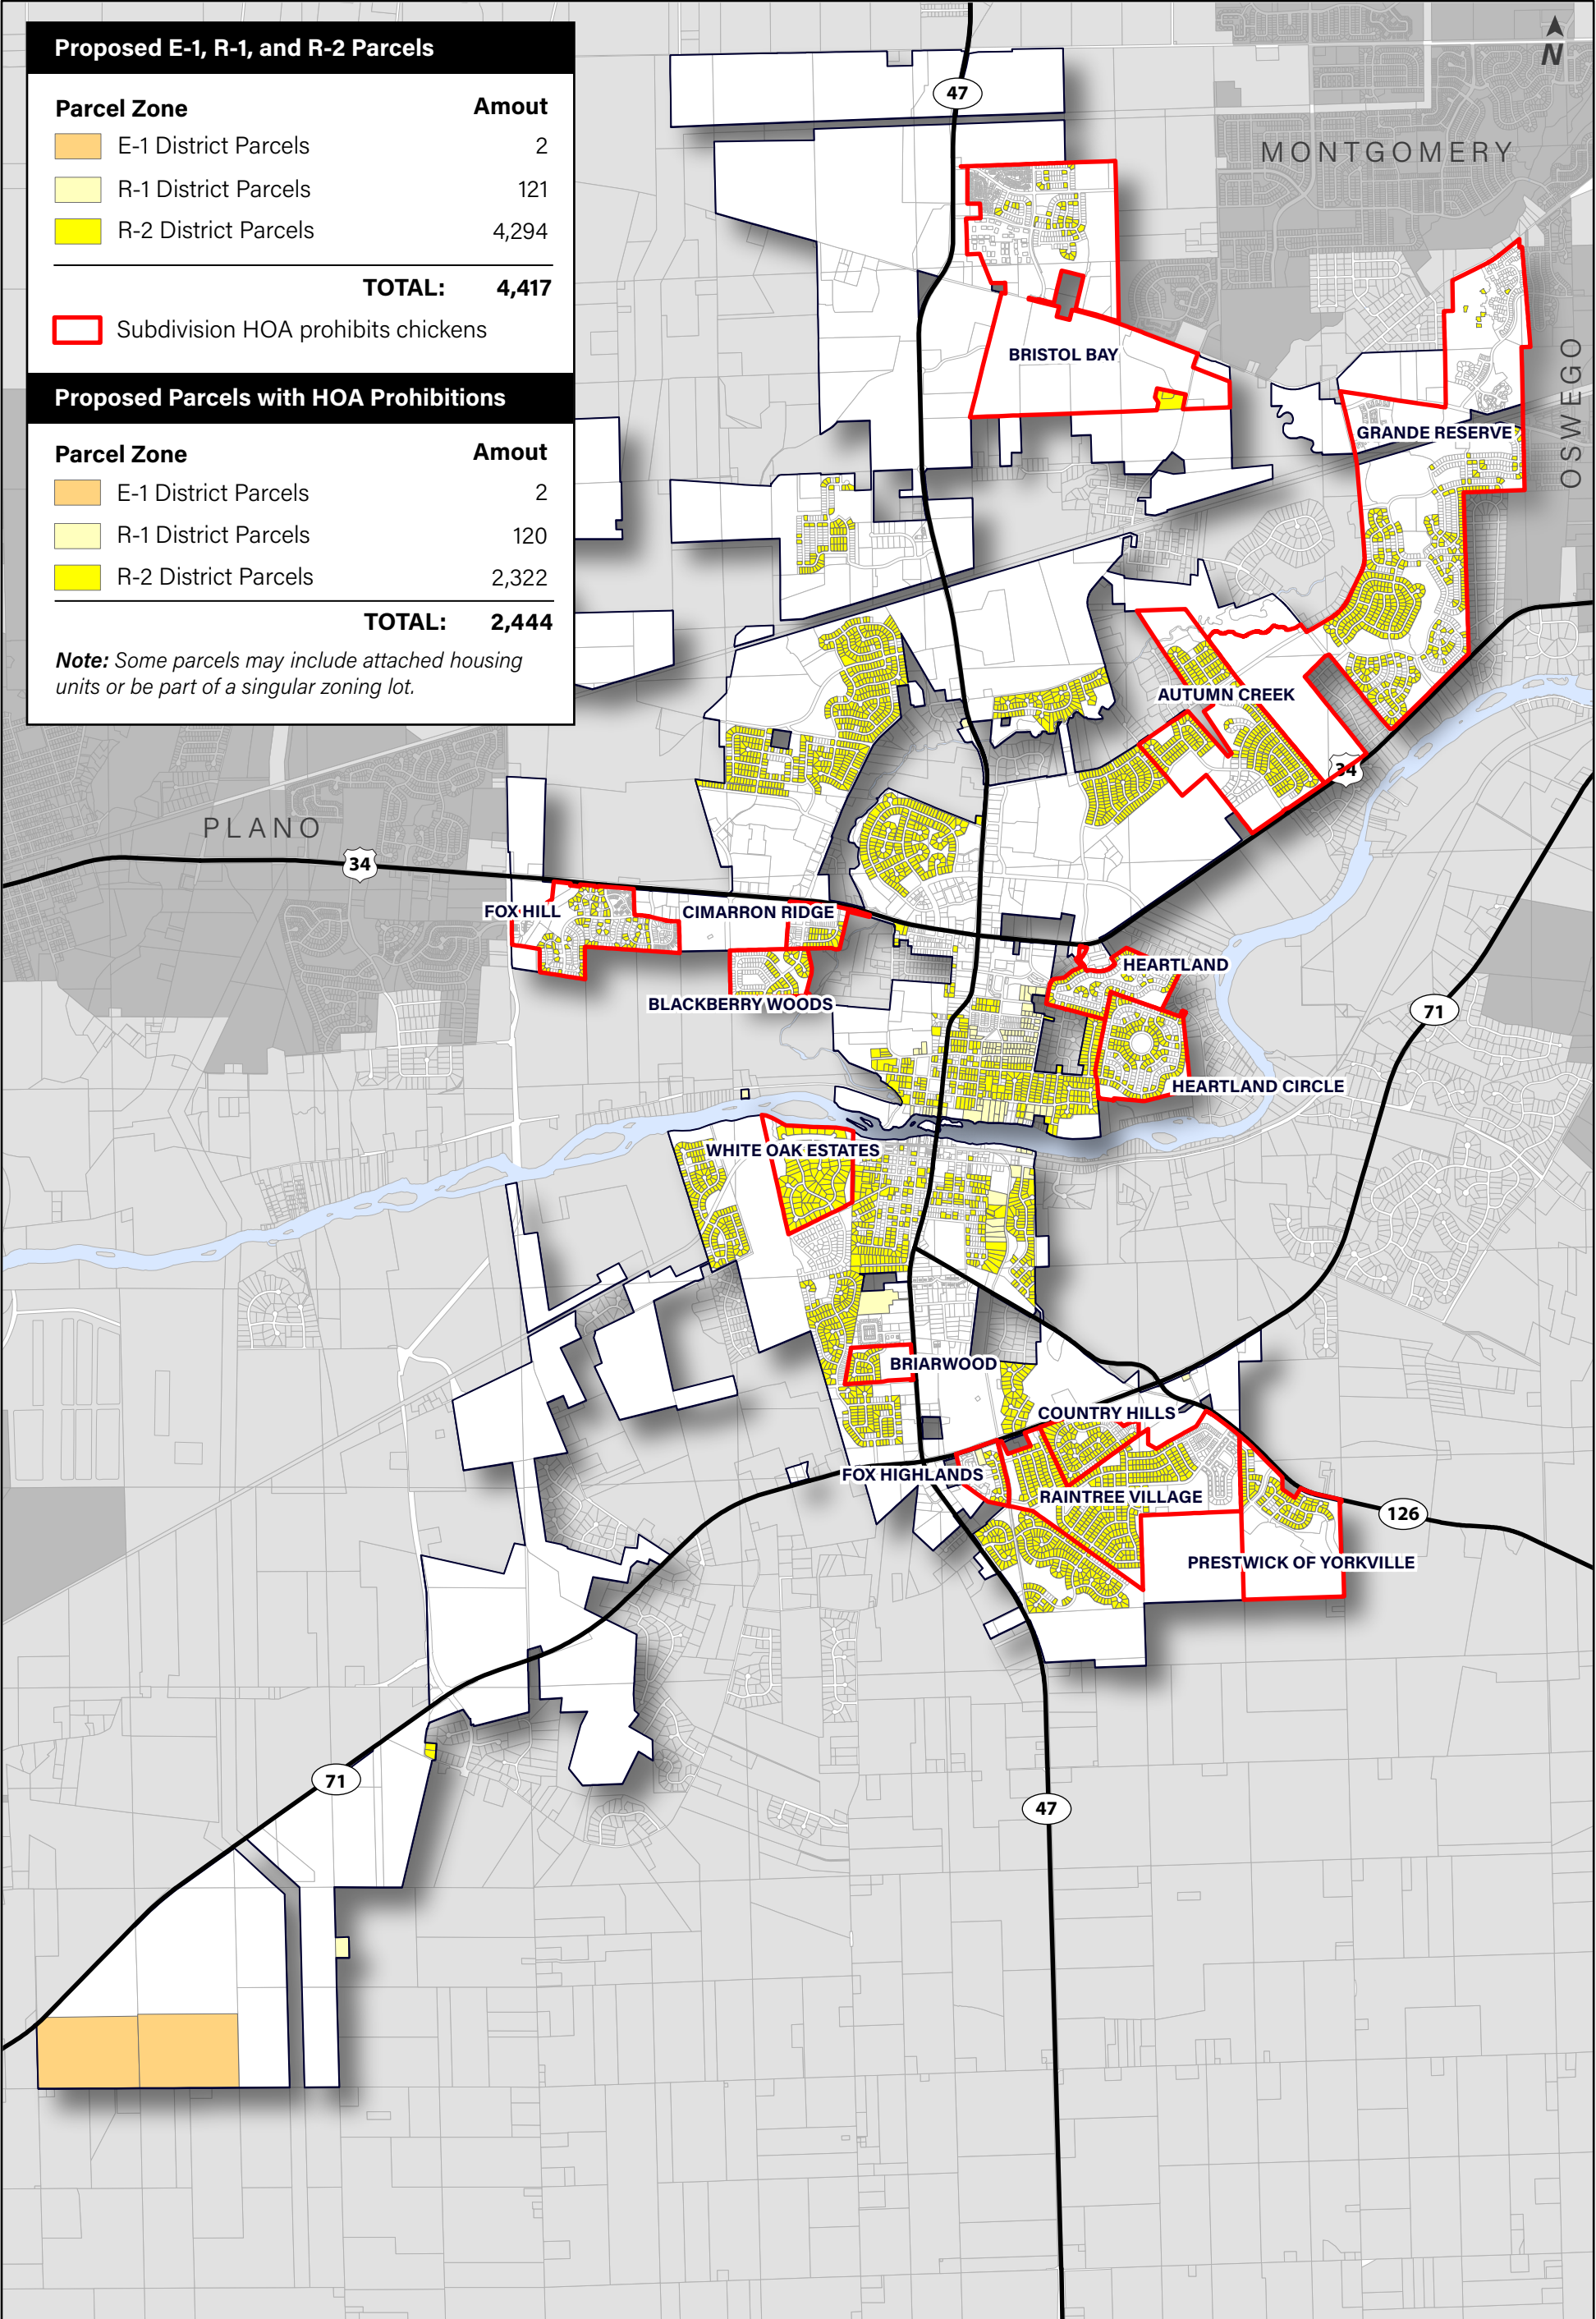 Proposed E-1, R-1, and R-2 Parcels
Parcel Zone Amout
E-1 District Parcels 2
R-1 District Parcels 121
R-2 District Parcels 4,294
TOTAL: 4,417
Subdivision HOA prohibits chickens
Proposed Parcels with HOA Prohibitions
Parcel Zone Amout
E-1 District Parcels 2
R-1 District Parcels 120
R-2 District Parcels 2,322
TOTAL: 2,444
Note: Some parcels may include attached housing
units or be part of a singular zoning lot.
N
47
MONTGOMERY
OSWEGO
BRISTOL BAY
GRANDE RESERVE
AUTUMN CREEK
34
PLANO
34
FOX HILL
CIMARRON RIDGE
BLACKBERRY WOODS
HEARTLAND
71
HEARTLAND CIRCLE
WHITE OAK ESTATES
BRIARWOOD
COUNTRY HILLS
FOX HIGHLANDS
RAINTREE VILLAGE
126
PRESTWICK OF YORKVILLE
71
47